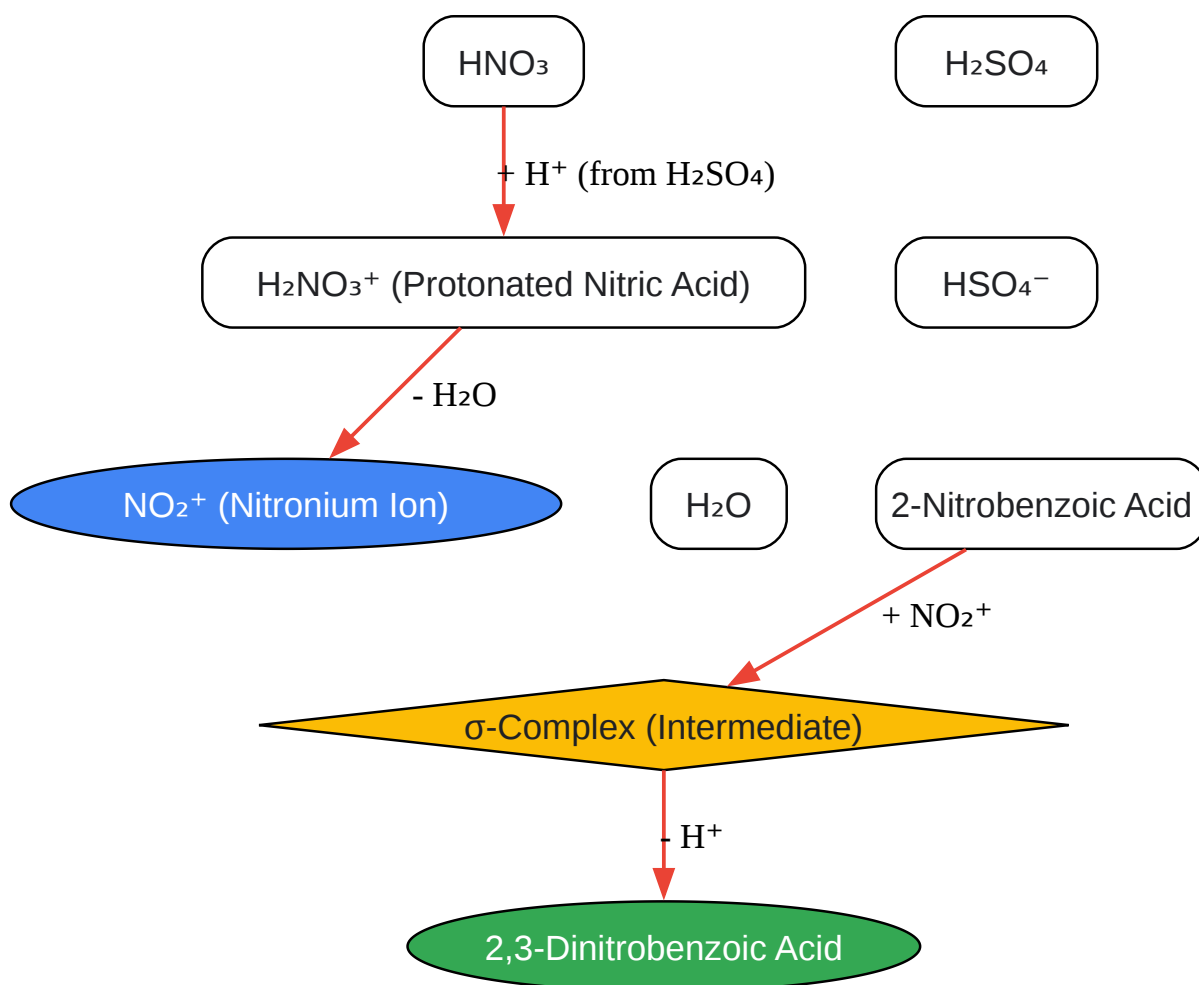 HNO₃
H₂SO₄
+ H⁺ (from H₂SO₄)
H₂NO₃⁺ (Protonated Nitric Acid)
HSO₄⁻
- H₂O
NO₂⁺ (Nitronium Ion)
H₂O
2-Nitrobenzoic Acid
+ NO₂⁺
σ-Complex (Intermediate)
- H⁺
2,3-Dinitrobenzoic Acid